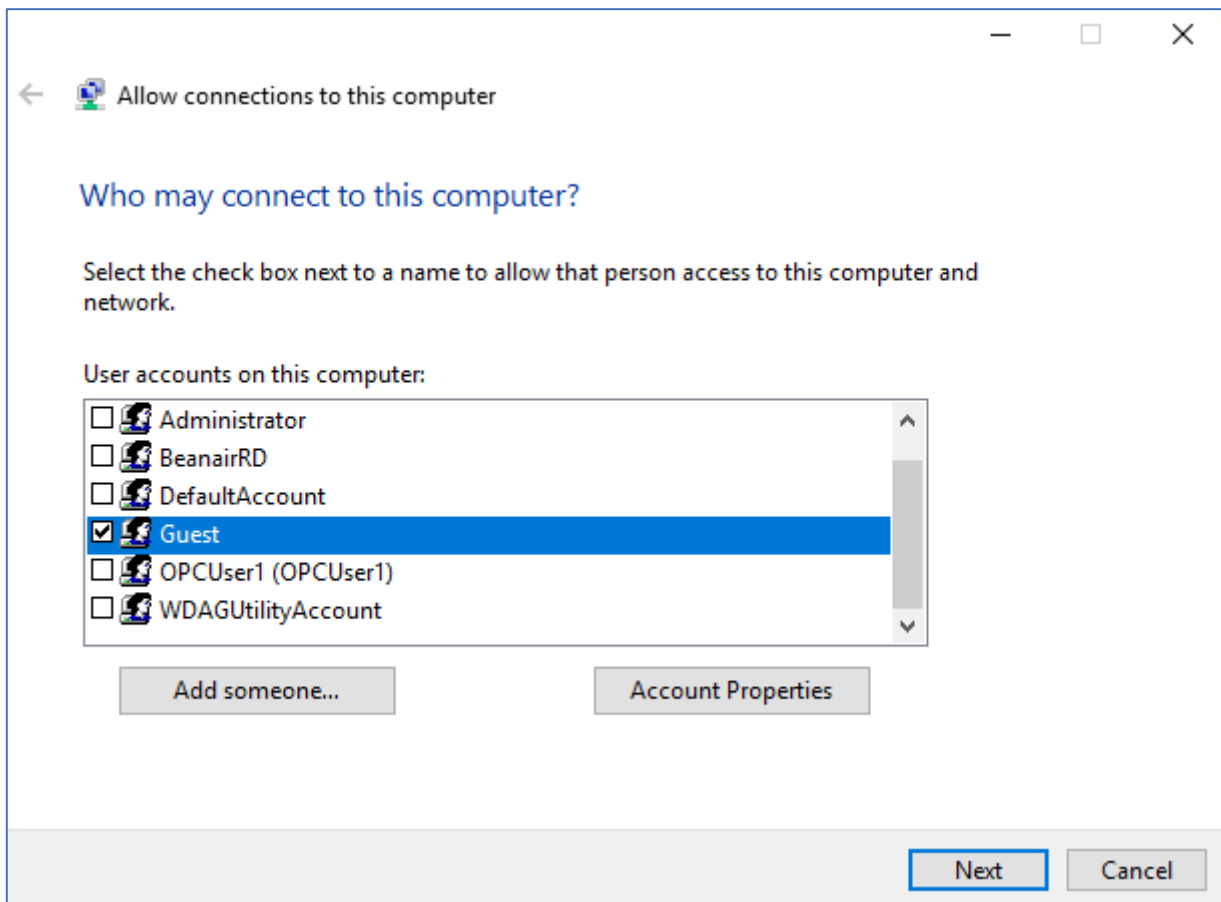 Allow connections to this computer
Who may connect to this computer?
Select the check box next to a name to allow that person access to this computer and
network.
User accounts on this computer:
Administrator
BeanairRD
DefaultAccount
Guest
OPCUser1 (OPCUser1)
WDAGUtilityAccount
Add someone... Account Properties
Next Cancel